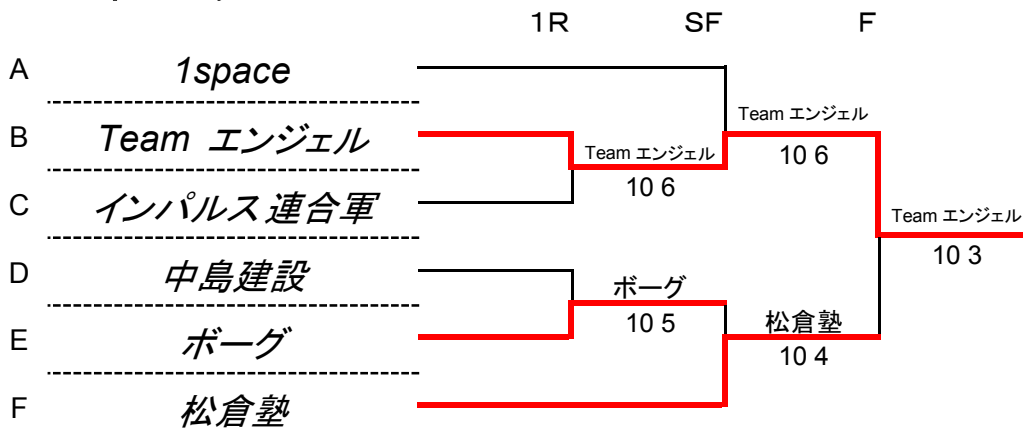 1R SF F
A 1space
Team エンジェル
B Team エンジェル
Team エンジェル 10 6
10 6
C インパルス連合軍
Team エンジェル
10 3
D 中島建設
ボーグ
10 5
松倉塾
E ボーグ
10 4
F 松倉塾